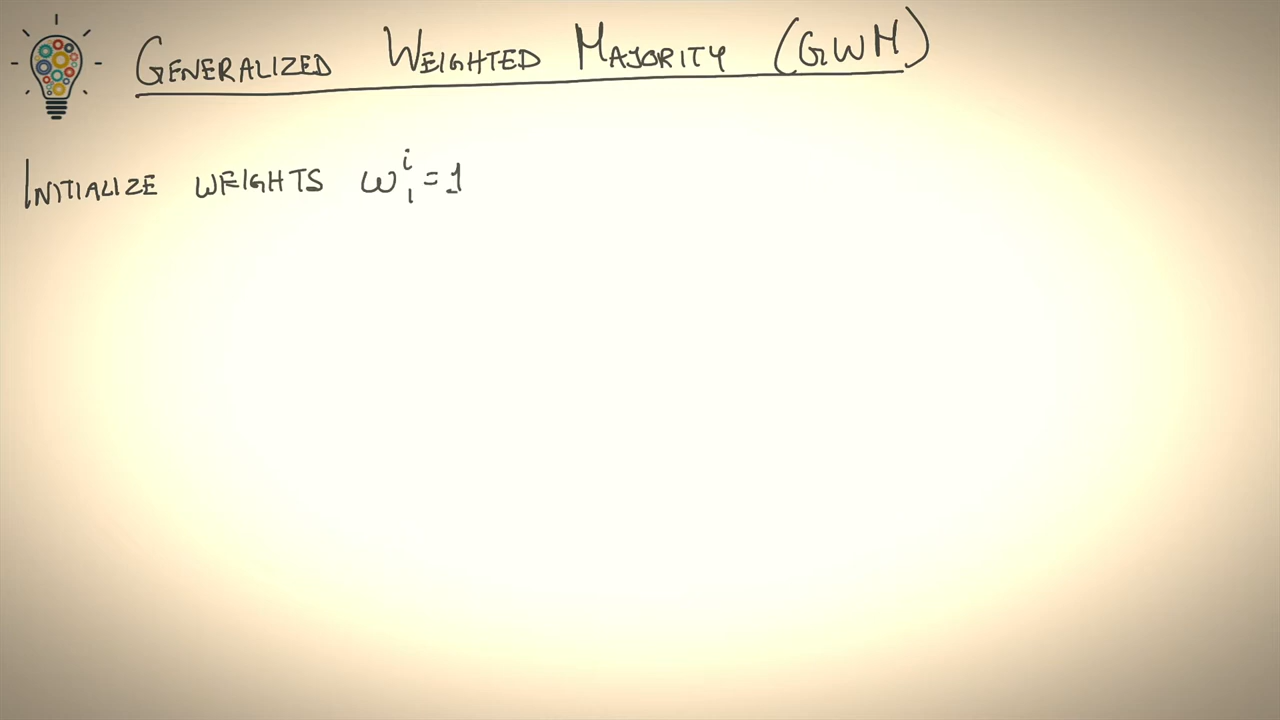 GENERALIZED WEIGHTED MAJORITY (GWM)
INITIALIZE WEIGHTS ω₁ⁱ = 1